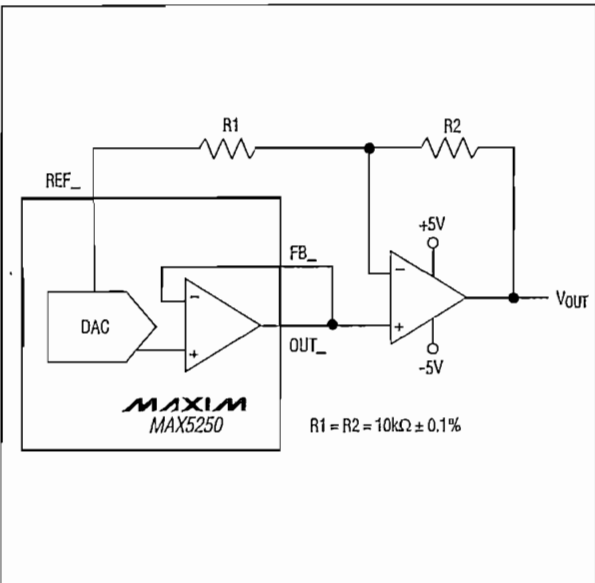 R1
R2
REF_
+5V
FB_
−
−
VOUT
DAC
+
+
OUT_
-5V
MAXIM
MAX5250
R1 = R2 = 10kΩ ± 0.1%